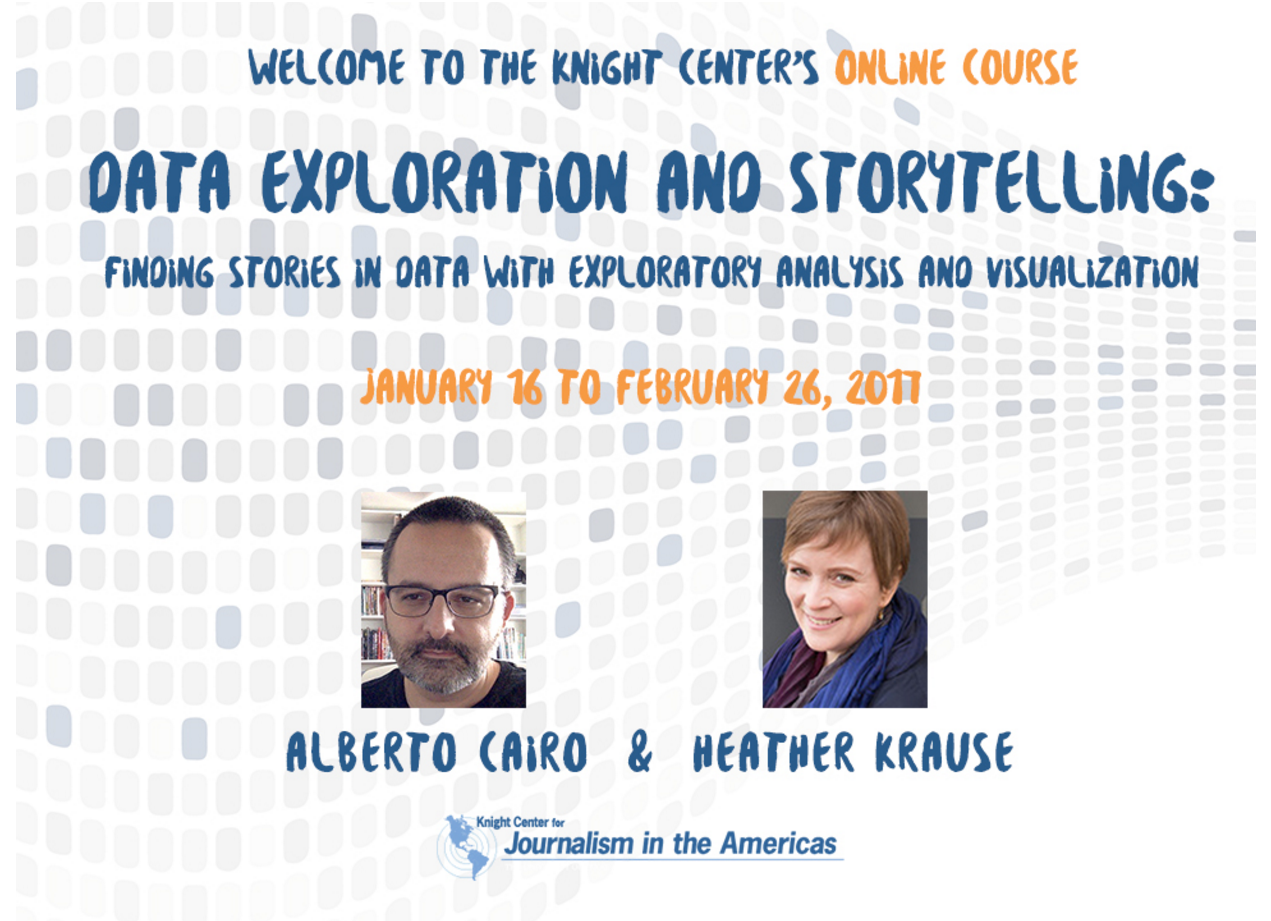 WELCOME TO THE KNIGHT CENTER'S ONLINE COURSE
DATA EXPLORATION AND STORYTELLING:
FINDING STORIES IN DATA WITH EXPLORATORY ANALYSIS AND VISUALIZATION
JANUARY 16 TO FEBRUARY 26, 2017
ALBERTO CAIRO & HEATHER KRAUSE
Knight Center for
Journalism in the Americas